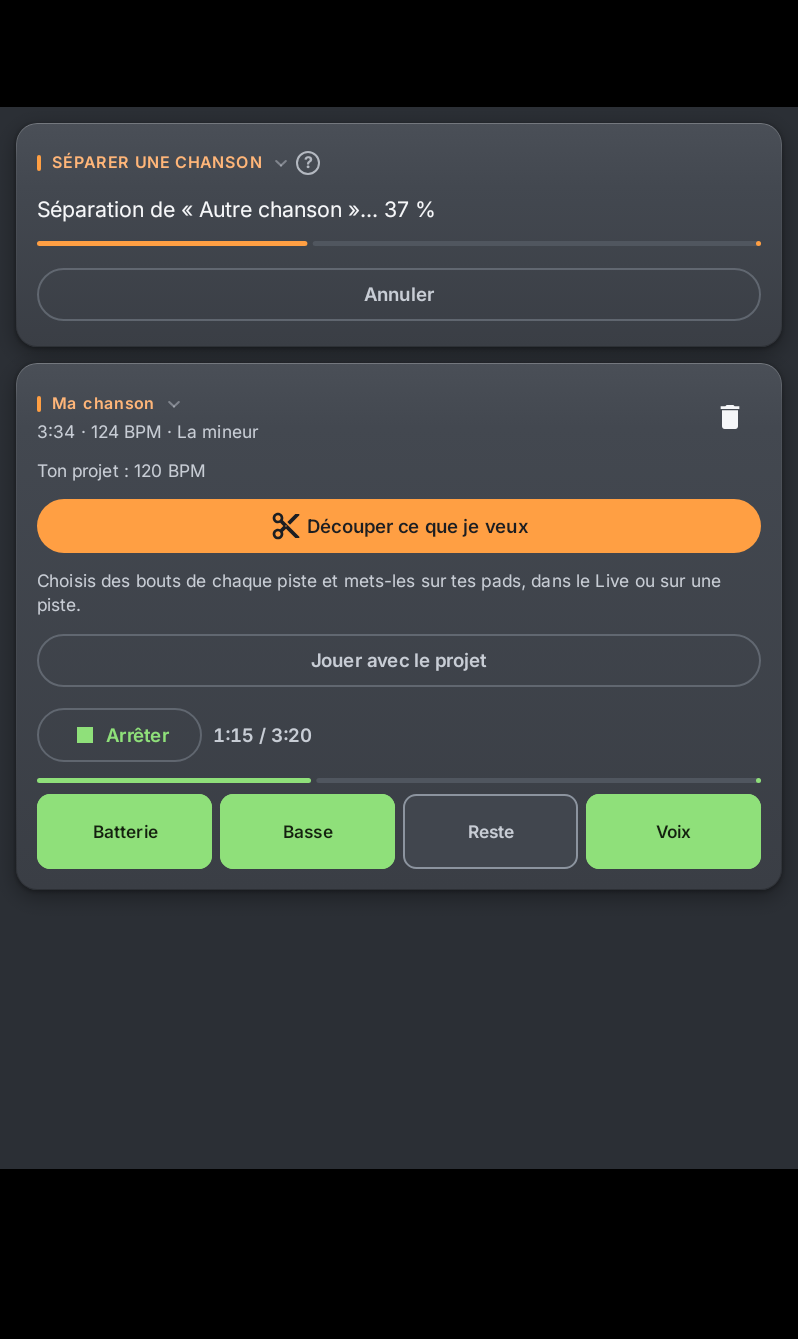 SÉPARER UNE CHANSON ?
Séparation de « Autre chanson »... 37 %
Annuler
Ma chanson
3:34 · 124 BPM · La mineur
Ton projet : 120 BPM
Découper ce que je veux
Choisis des bouts de chaque piste et mets-les sur tes pads, dans le Live ou sur une
piste.
Jouer avec le projet
Arrêter 1:15 / 3:20
Batterie Basse Reste Voix